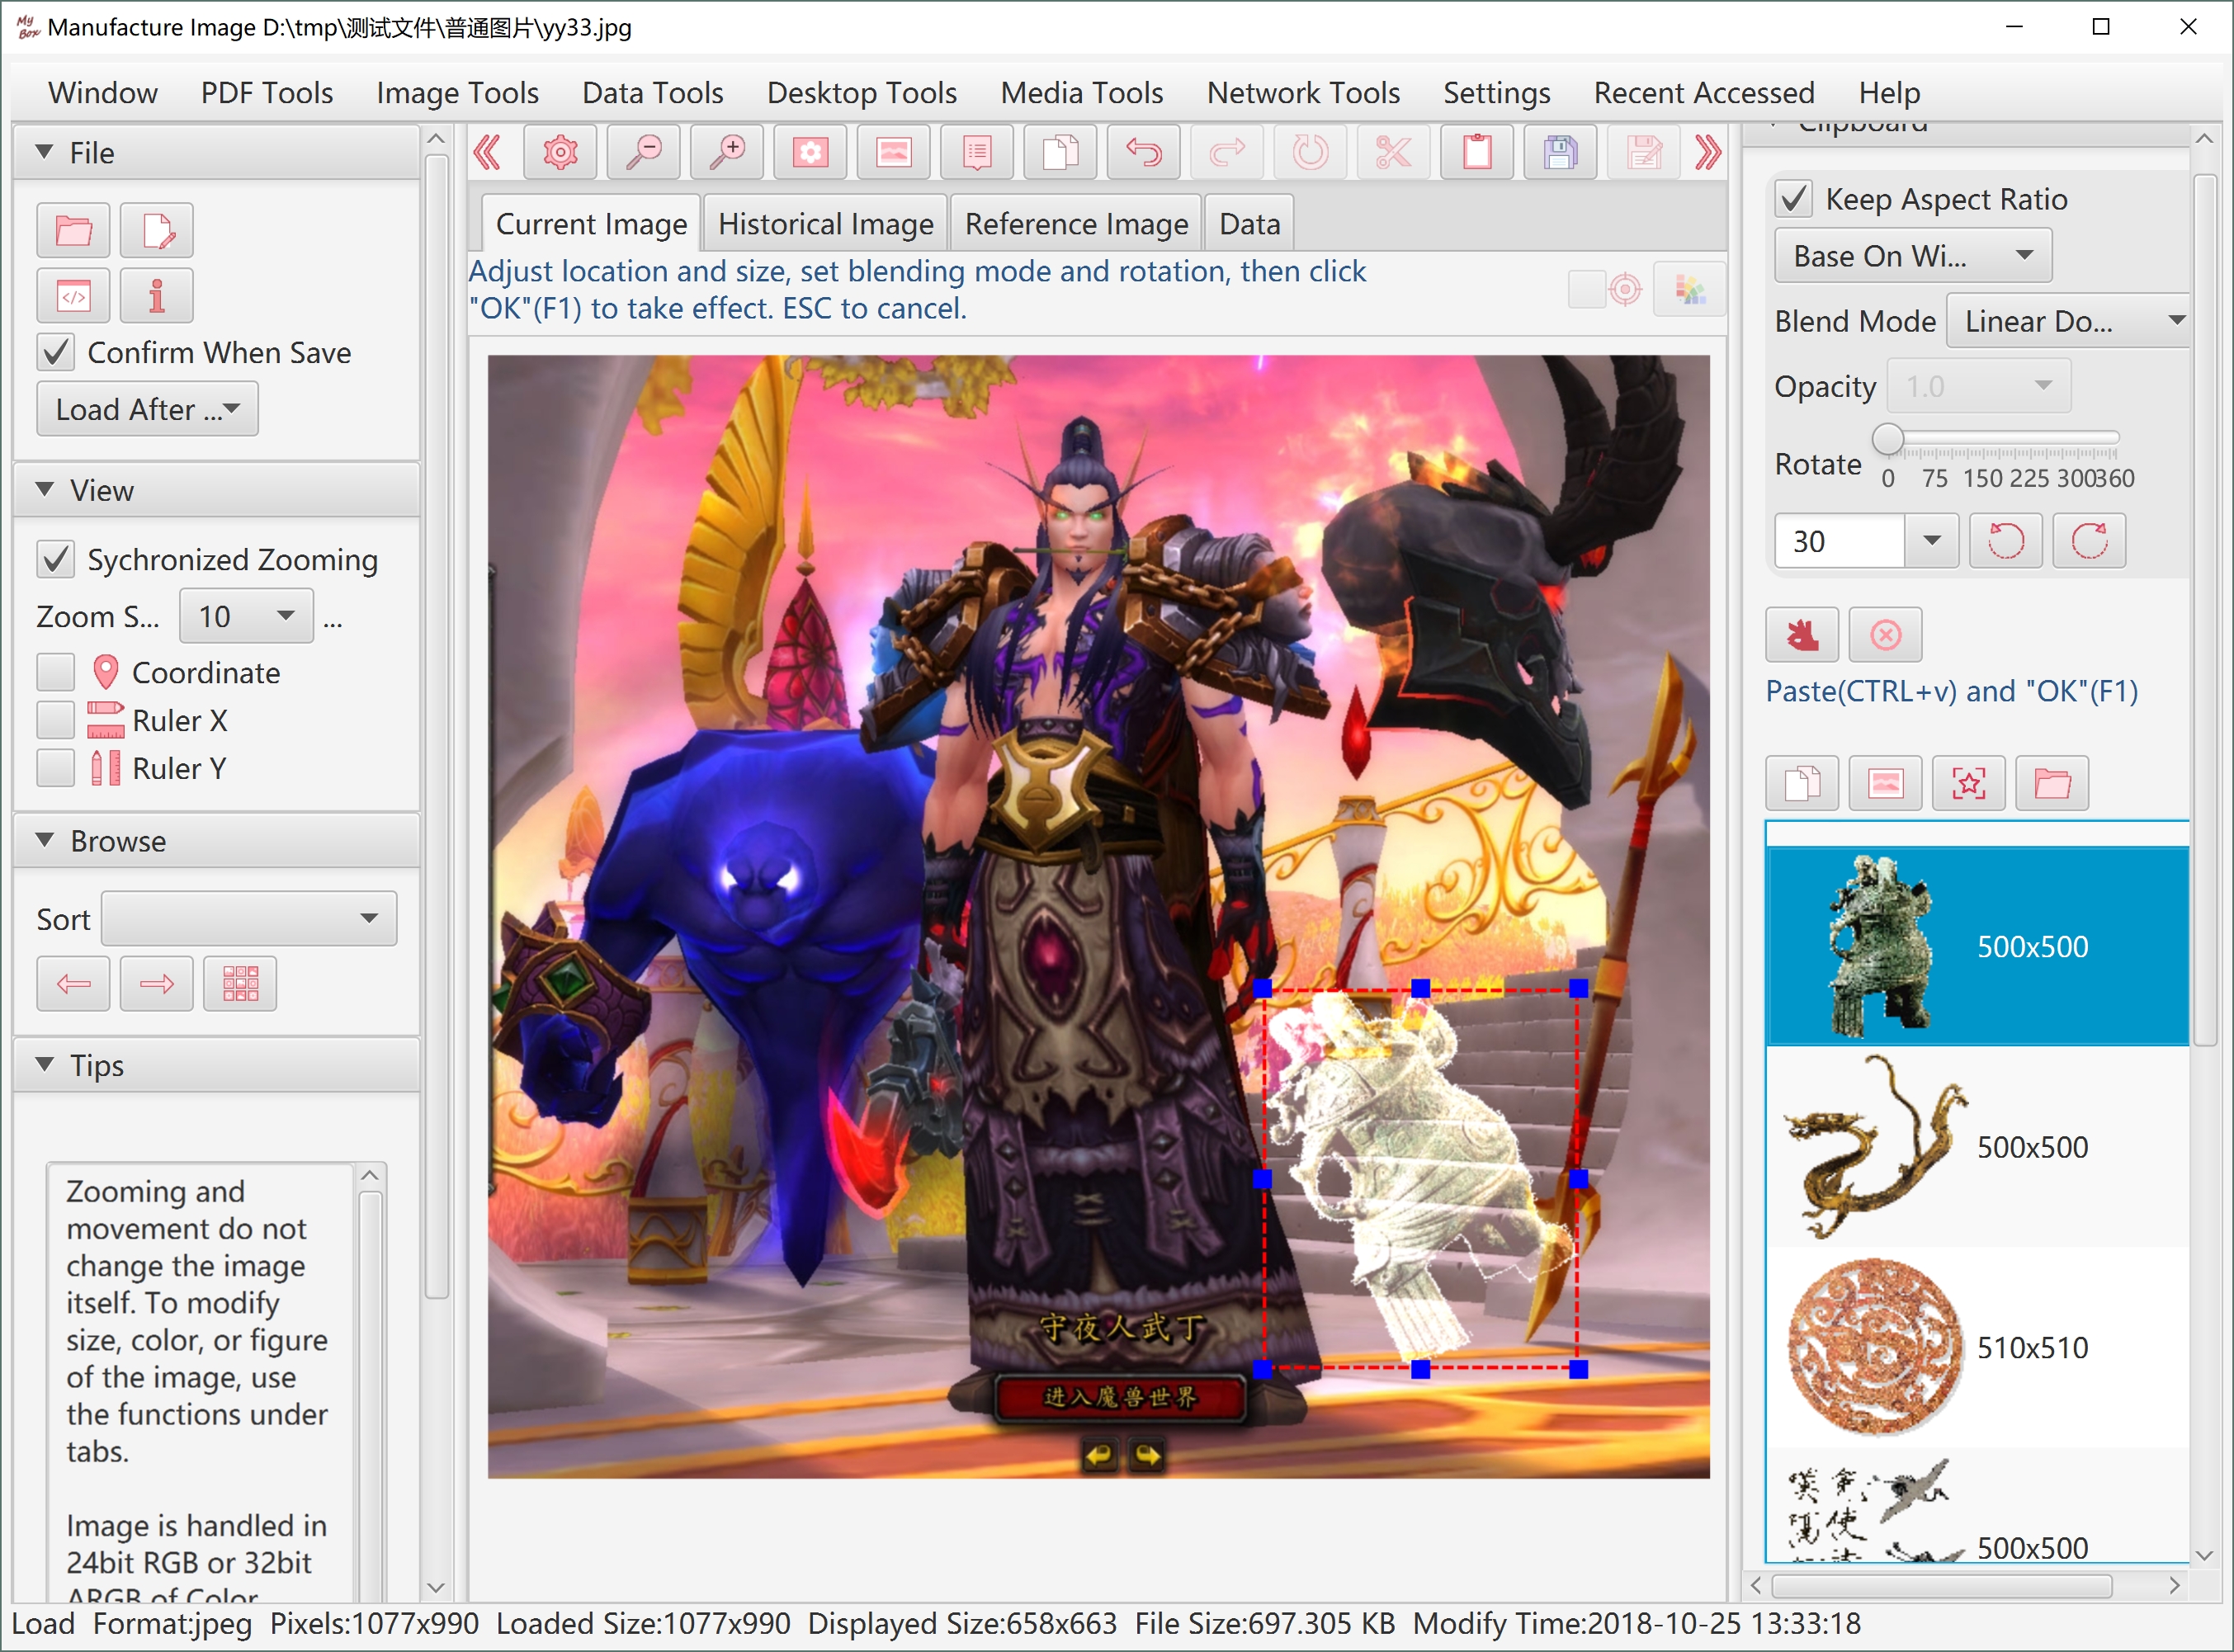 My Box
Manufacture Image D:\tmp\测试文件\普通图片\yy33.jpg
Window PDF Tools Image Tools Data Tools Desktop Tools Media Tools Network Tools Settings Recent Accessed Help
File
Confirm When Save
Load After ...
View
Sychronized Zooming
Zoom S... 10 ...
Coordinate
Ruler X
Ruler Y
Browse
Sort
Tips
Zooming and
movement do not
change the image
itself. To modify
size, color, or figure
of the image, use
the functions under
tabs.
Image is handled in
24bit RGB or 32bit
ARGB of Color
Current Image Historical Image Reference Image Data
Adjust location and size, set blending mode and rotation, then click
"OK"(F1) to take effect. ESC to cancel.
守夜人武丁
进入魔兽世界
Clipboard
Keep Aspect Ratio
Base On Wi...
Blend Mode Linear Do...
Opacity 1.0
Rotate
0 75 150 225 300 360
30
Paste(CTRL+v) and "OK"(F1)
500x500
500x500
510x510
500x500
Load Format:jpeg Pixels:1077x990 Loaded Size:1077x990 Displayed Size:658x663 File Size:697.305 KB Modify Time:2018-10-25 13:33:18